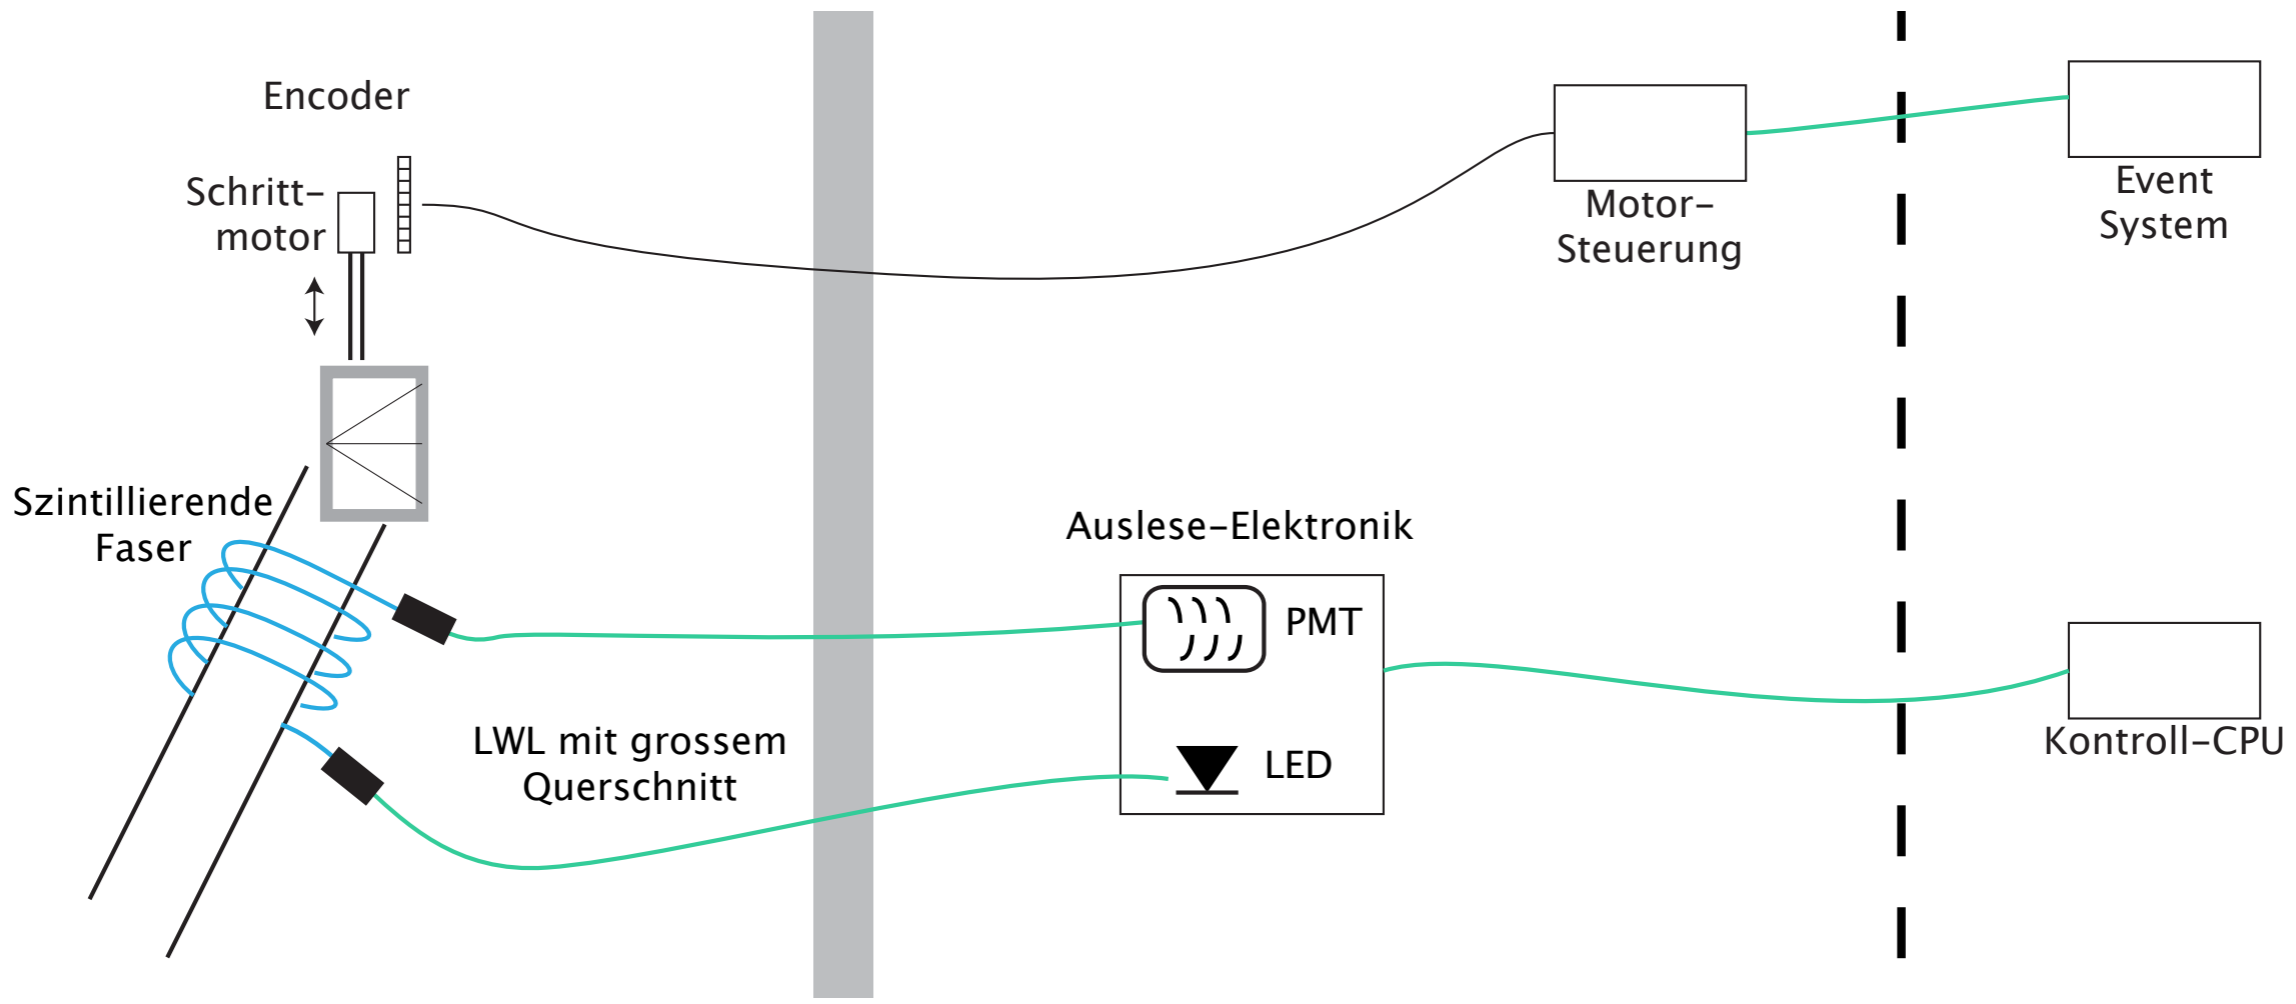 Encoder
Schritt-
motor
Motor-
Steuerung
Event
System
Szintillierende
Faser
Auslese-Elektronik
PMT
LED
LWL mit grossem
Querschnitt
Kontroll-CPU